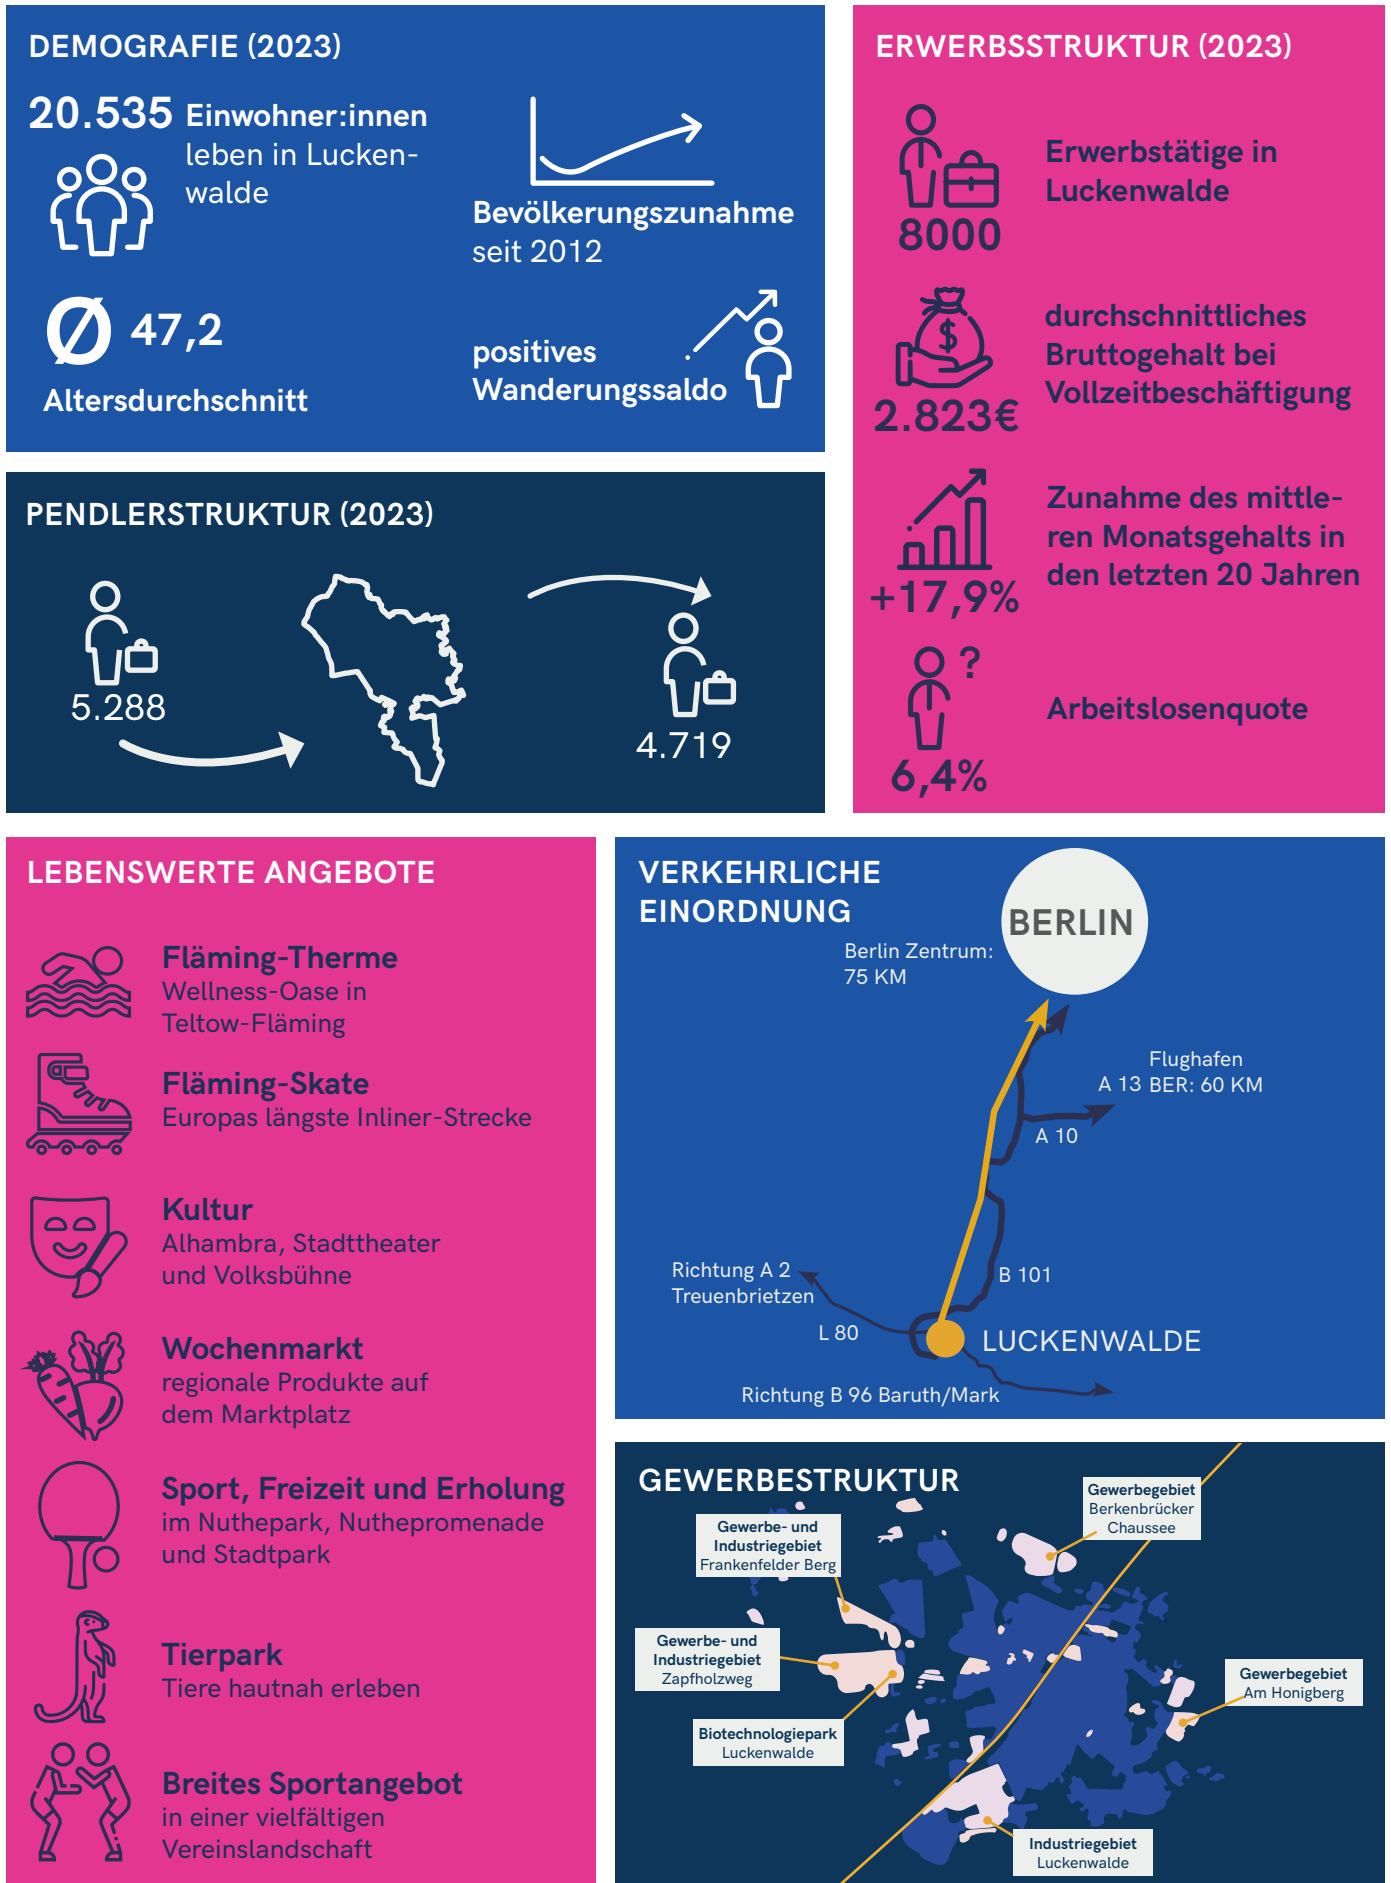 DEMOGRAFIE (2023)
20.535 Einwohner:innen
leben in Lucken-
walde
Bevölkerungszunahme
seit 2012
Ø 47,2
Altersdurchschnitt
positives
Wanderungssaldo
ERWERBSSTRUKTUR (2023)
Erwerbstätige in
Luckenwalde
8000
$
durchschnittliches
Bruttogehalt bei
Vollzeitbeschäftigung
2.823€
Zunahme des mittle-
ren Monatsgehalts in
den letzten 20 Jahren
+17,9%
?
Arbeitslosenquote
6,4%
PENDLERSTRUKTUR (2023)
5.288
4.719
LEBENSWERTE ANGEBOTE
Fläming-Therme
Wellness-Oase in
Teltow-Fläming
Fläming-Skate
Europas längste Inliner-Strecke
Kultur
Alhambra, Stadttheater
und Volksbühne
Wochenmarkt
regionale Produkte auf
dem Marktplatz
Sport, Freizeit und Erholung
im Nuthepark, Nuthepromenade
und Stadtpark
Tierpark
Tiere hautnah erleben
Breites Sportangebot
in einer vielfältigen
Vereinslandschaft
VERKEHRLICHE
EINORDNUNG
BERLIN
Berlin Zentrum:
75 KM
Flughafen
A 13 BER: 60 KM
A 10
Richtung A 2
Treuenbrietzen
B 101
L 80
LUCKENWALDE
Richtung B 96 Baruth/Mark
GEWERBESTRUKTUR
Gewerbegebiet
Berkenbrücker
Chaussee
Gewerbe- und
Industriegebiet
Frankenfelder Berg
Gewerbe- und
Industriegebiet
Zapfholzweg
Gewerbegebiet
Am Honigberg
Biotechnologiepark
Luckenwalde
Industriegebiet
Luckenwalde